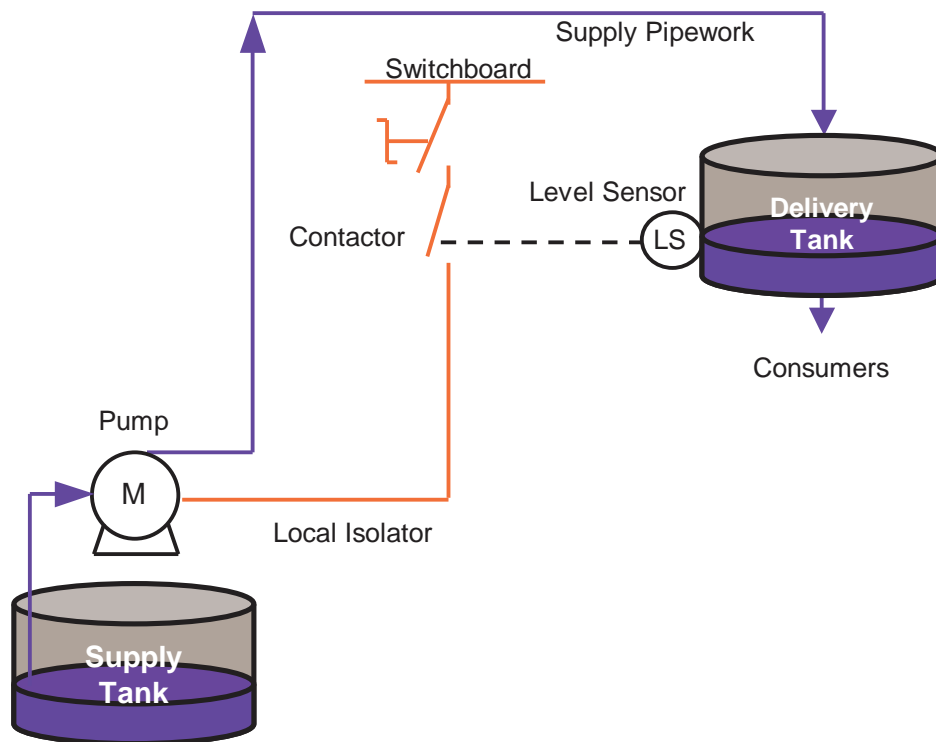 Supply Pipework
Switchboard
Level Sensor
Delivery
Tank
LS
Contactor
Consumers
Pump
M
Local Isolator
Supply
Tank